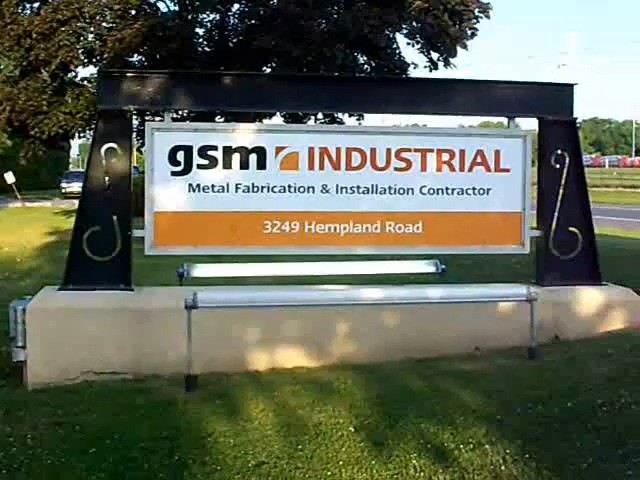 gsm INDUSTRIAL
Metal Fabrication & Installation Contractor
3249 Hempland Road